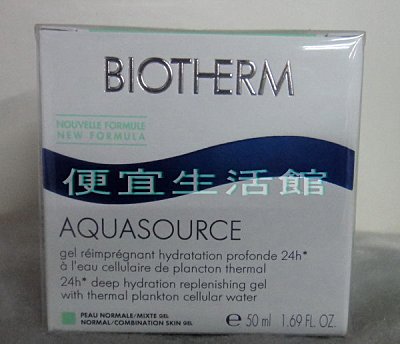 BIOTHERM
NOUVELLE FORMULE
NEW FORMULA
便宜生活館
AQUASOURCE
gel réimprégnant hydratation profonde 24h*
à l'eau cellulaire de plancton thermal
24h* deep hydration replenishing gel
with thermal plankton cellular water
PEAU NORMALE/MIXTE GEL
NORMAL/COMBINATION SKIN GEL
e 50 ml 1.69 FL. OZ.